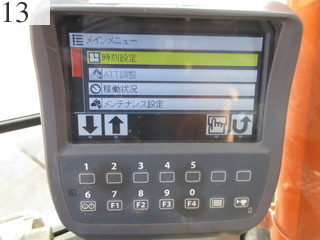 13
メインメニュー
時刻設定
ATT調整
稼働状況
メンテナンス設定
1 2 3 4 5
6 7 8 9 0
F1 F2 F3 F4